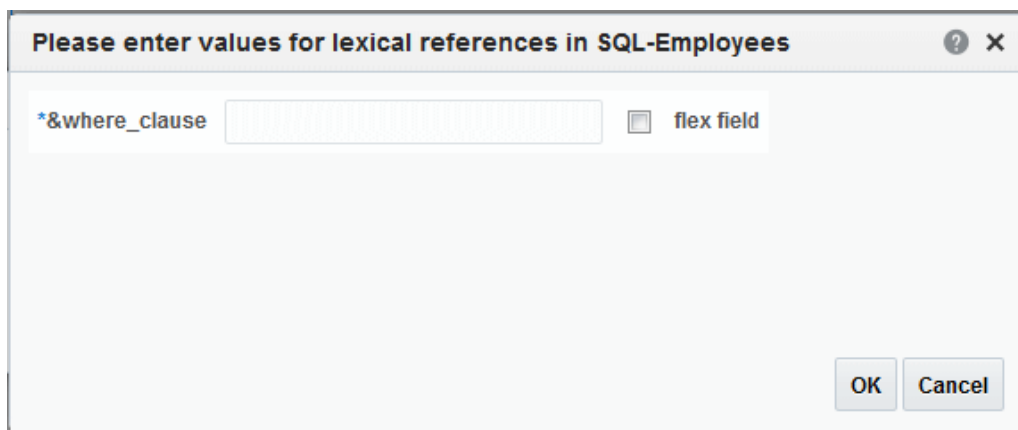 Please enter values for lexical references in SQL-Employees ?
*&where_clause flex field
OK Cancel